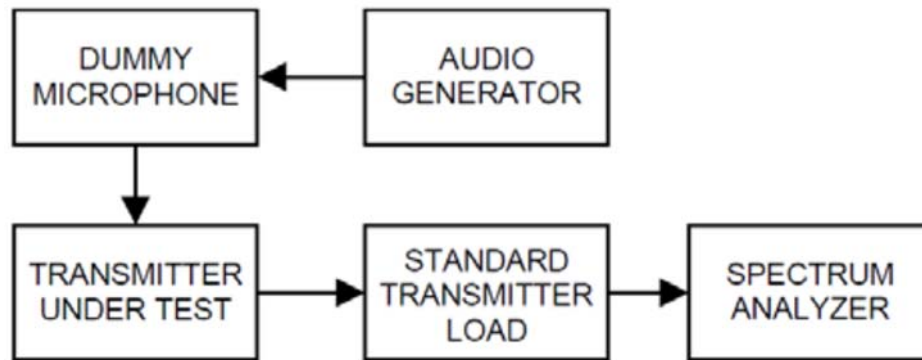 DUMMY
MICROPHONE
AUDIO
GENERATOR
TRANSMITTER
UNDER TEST
STANDARD
TRANSMITTER
LOAD
SPECTRUM
ANALYZER